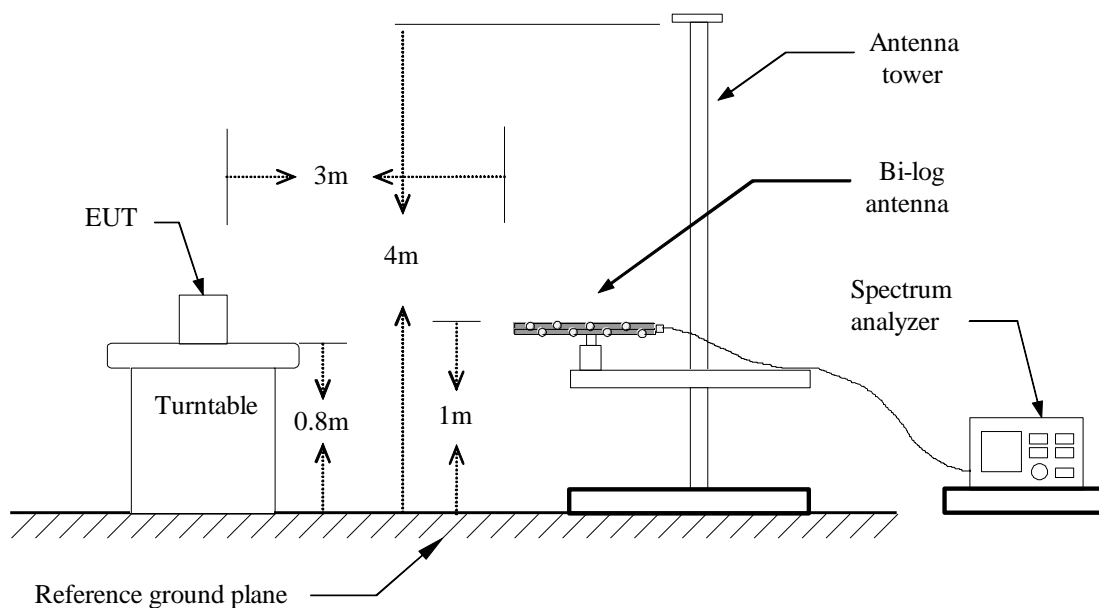 Antenna
tower
3m
Bi-log
antenna
EUT
4m
Spectrum
analyzer
Turntable
0.8m
1m
Reference ground plane